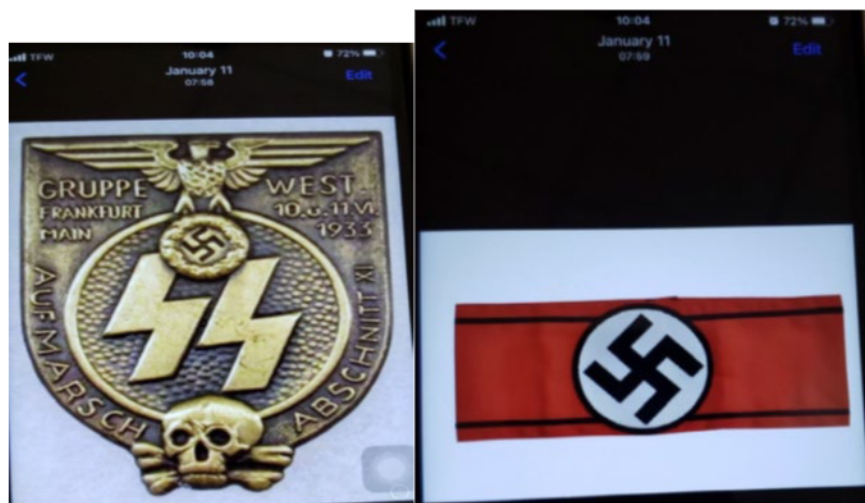 TFW 10:04 72%
January 11 Edit
07:58
GRUPPE WEST.
FRANKFURT 10.u.11.VI.
MAIN 1933
AUFMARSCH
ABSCHNITT XI
TFW 10:04 72%
January 11 Edit
07:59